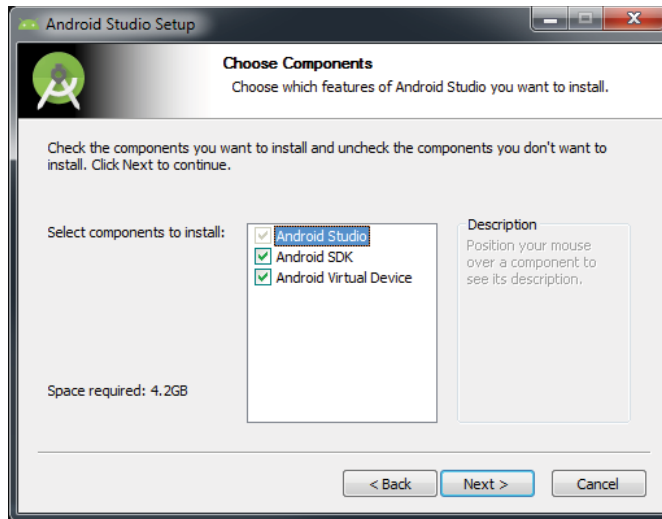 Android Studio Setup
Choose Components
Choose which features of Android Studio you want to install.
Check the components you want to install and uncheck the components you don't want to
install. Click Next to continue.
Select components to install:
Android Studio
Android SDK
Android Virtual Device
Description
Position your mouse
over a component to
see its description.
Space required: 4.2GB
< Back
Next >
Cancel